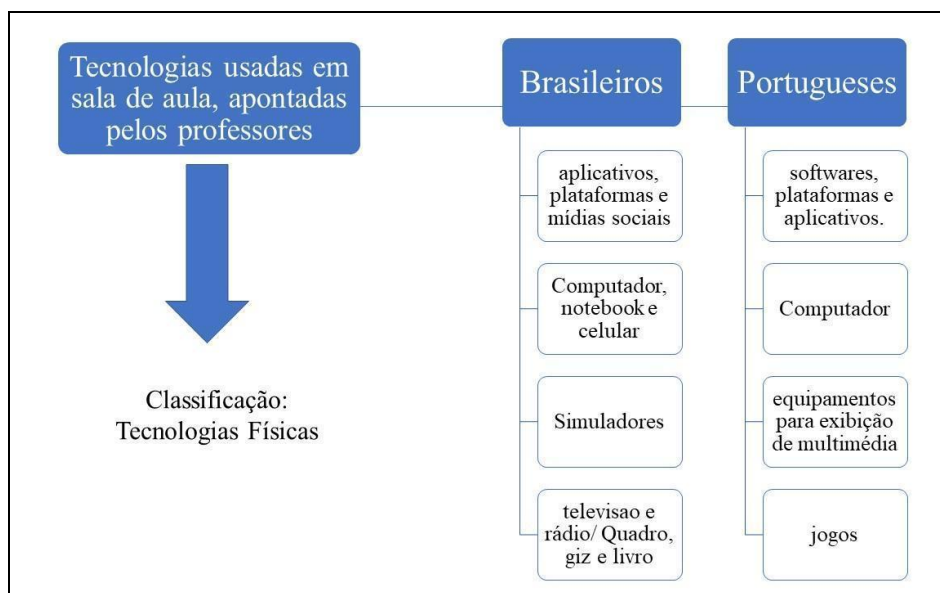 Tecnologias usadas em
sala de aula, apontadas
pelos professores
Classificação:
Tecnologias Físicas
Brasileiros
aplicativos,
plataformas e
mídias sociais
Computador,
notebook e
celular
Simuladores
televisao e
rádio/ Quadro,
giz e livro
Portugueses
softwares,
plataformas e
aplicativos.
Computador
equipamentos
para exibição
de multimédia
jogos